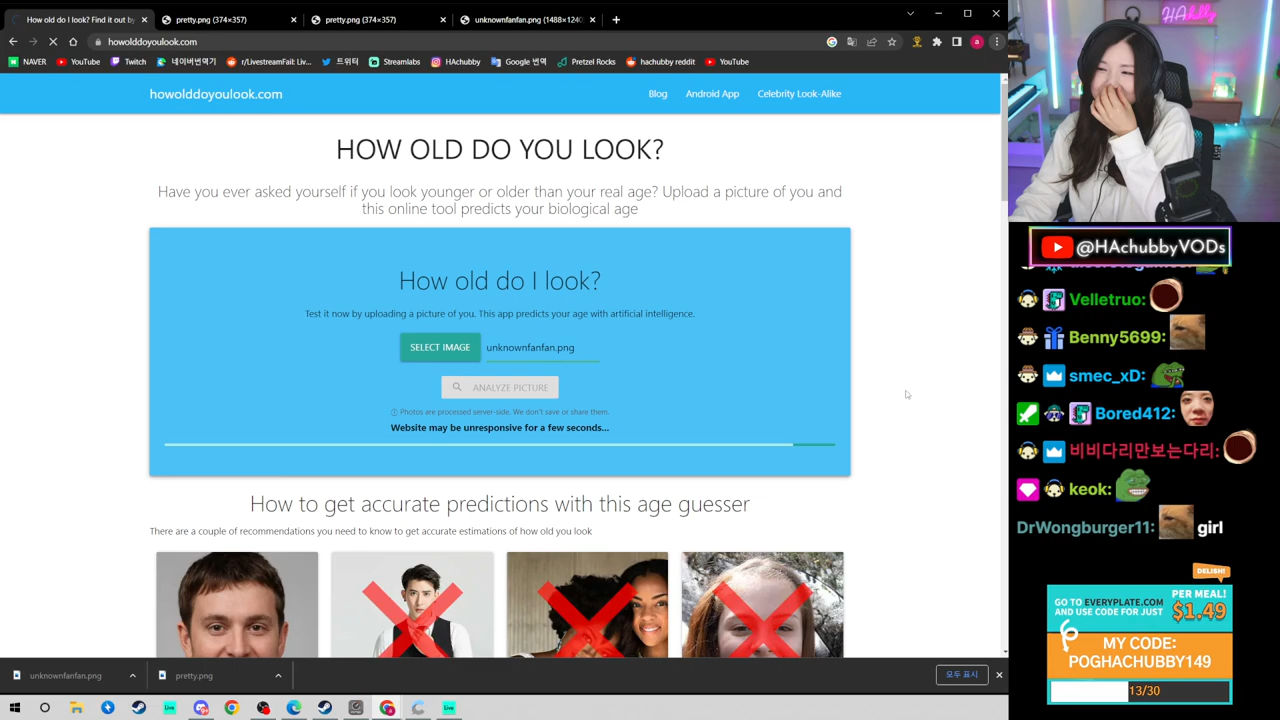 How old do I look? Find it out by
pretty.png (374×357)
pretty.png (374×357)
unknownfanfan.png (1488×1240
howolddoyoulook.com
NAVER
YouTube
Twitch
네이버번역기
r/LivestreamFail: Li...
트위터
Streamlabs
HAchubby
Google 번역
Pretzel Rocks
hachubby reddit
YouTube
howolddoyoulook.com
Blog
Android App
Celebrity Look-Alike
HOW OLD DO YOU LOOK?
Have you ever asked yourself if you look younger or older than your real age? Upload a picture of you and
this online tool predicts your biological age
How old do I look?
Test it now by uploading a picture of you. This app predicts your age with artificial intelligence.
SELECT IMAGE
unknownfanfan.png
ANALYZE PICTURE
Photos are processed server-side. We don't save or share them.
Website may be unresponsive for a few seconds...
How to get accurate predictions with this age guesser
There are a couple of recommendations you need to know to get accurate estimations of how old you look
unknownfanfan.png
pretty.png
모두 표시
@HAchubbyVODs
Velletruo:
Benny5699:
smec_xD:
Bored412:
비비다리만보는다리:
keok:
DrWongburger11: girl
DELISH!
GO TO EVERYPLATE.COM
AND USE CODE FOR JUST
PER MEAL!
$1.49
MY CODE:
POGHACHUBBY149
13/30